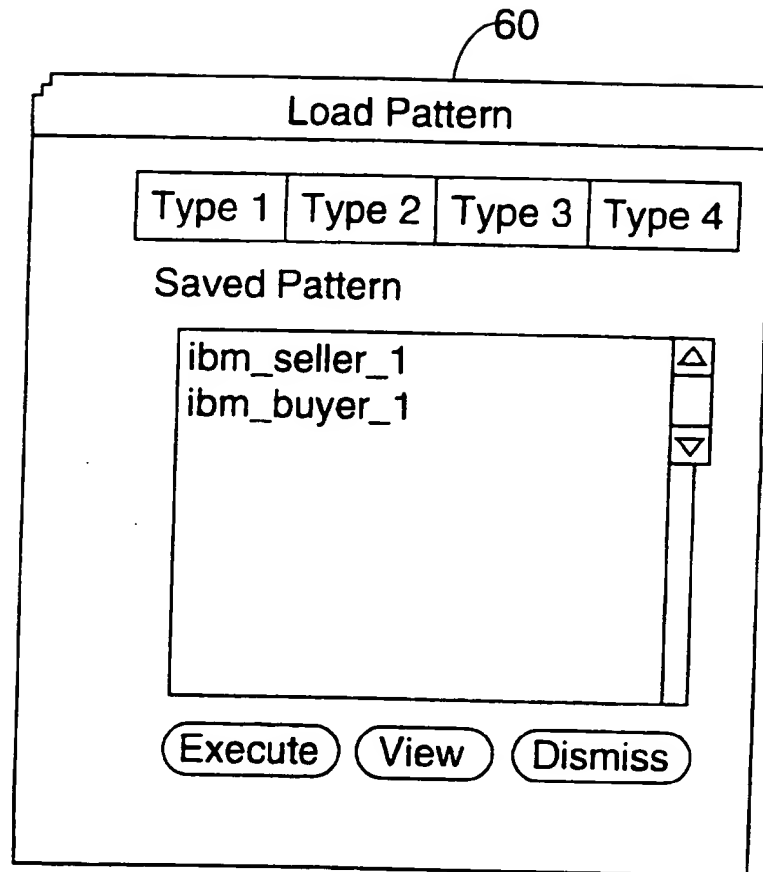 60
Load Pattern
Type 1 Type 2 Type 3 Type 4
Saved Pattern
ibm_seller_1
ibm_buyer_1
Execute View Dismiss